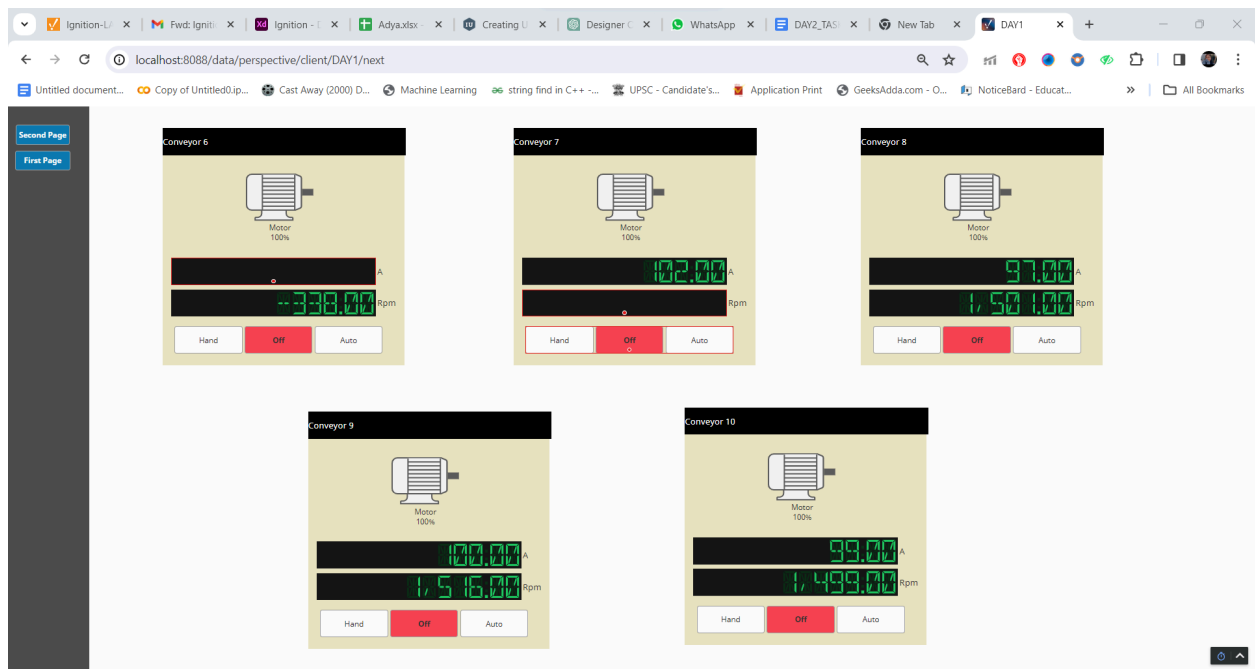 Ignition-LA
Fwd: Igniti
Ignition -
Adya.xlsx -
Creating U
Designer C
WhatsApp
DAY2_TAS
New Tab
DAY1
localhost:8088/data/perspective/client/DAY1/next
Untitled document...
Copy of Untitled0.ip...
Cast Away (2000) D...
Machine Learning
string find in C++ -...
UPSC - Candidate's...
Application Print
GeeksAdda.com - O...
NoticeBard - Educat...
All Bookmarks
Second Page
First Page
Conveyor 6
Motor
100%
A
-338.00 Rpm
Hand Off Auto
Conveyor 7
Motor
100%
102.00 A
Rpm
Hand Off Auto
Conveyor 8
Motor
100%
97.00 A
1,501.00 Rpm
Hand Off Auto
Conveyor 9
Motor
100%
100.00 A
1,516.00 Rpm
Hand Off Auto
Conveyor 10
Motor
100%
99.00 A
1,499.00 Rpm
Hand Off Auto